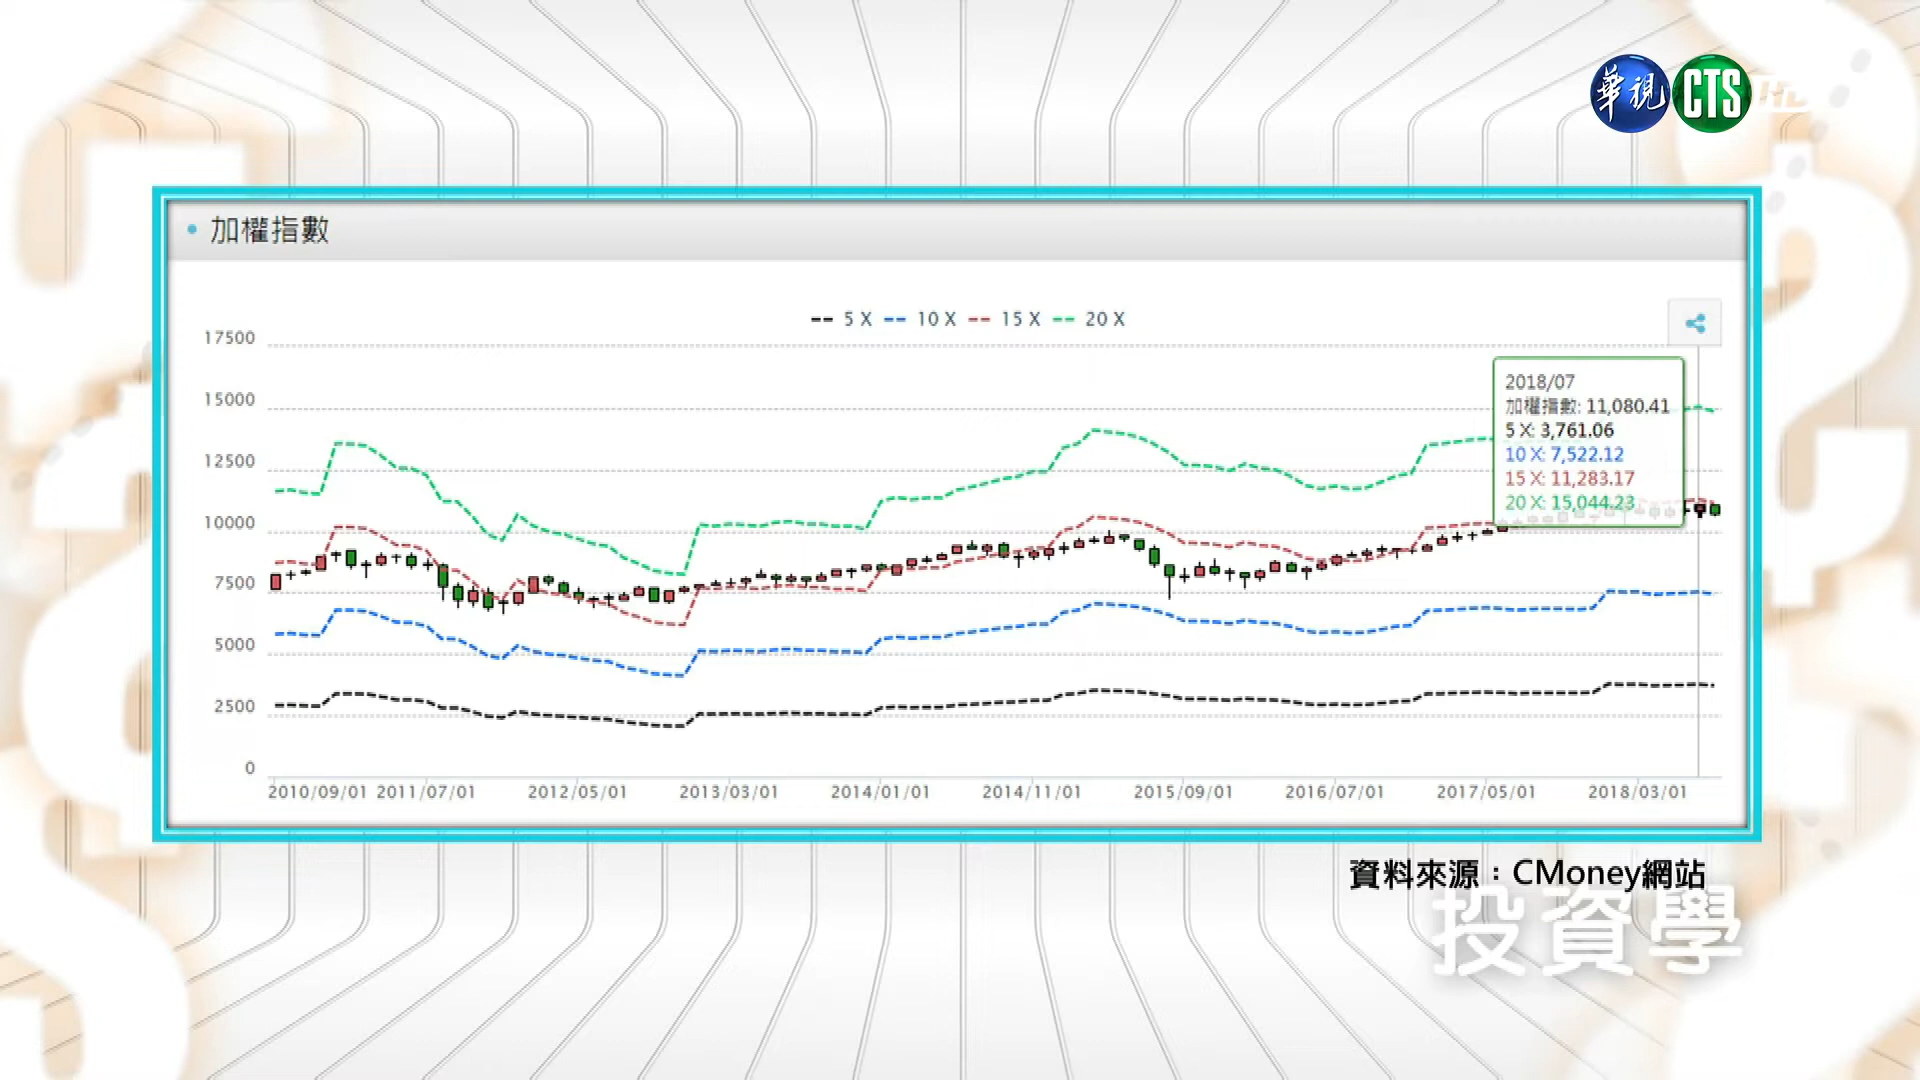 華視 CTS HD
加權指數
5 X 10 X 15 X 20 X
17500
15000
12500
10000
7500
5000
2500
0
2018/07
加權指數: 11,080.41
5 X: 3,761.06
10 X: 7,522.12
15 X: 11,283.17
20 X: 15,044.23
2010/09/01 2011/07/01 2012/05/01 2013/03/01 2014/01/01 2014/11/01 2015/09/01 2016/07/01 2017/05/01 2018/03/01
資料來源：CMoney網站
投資學